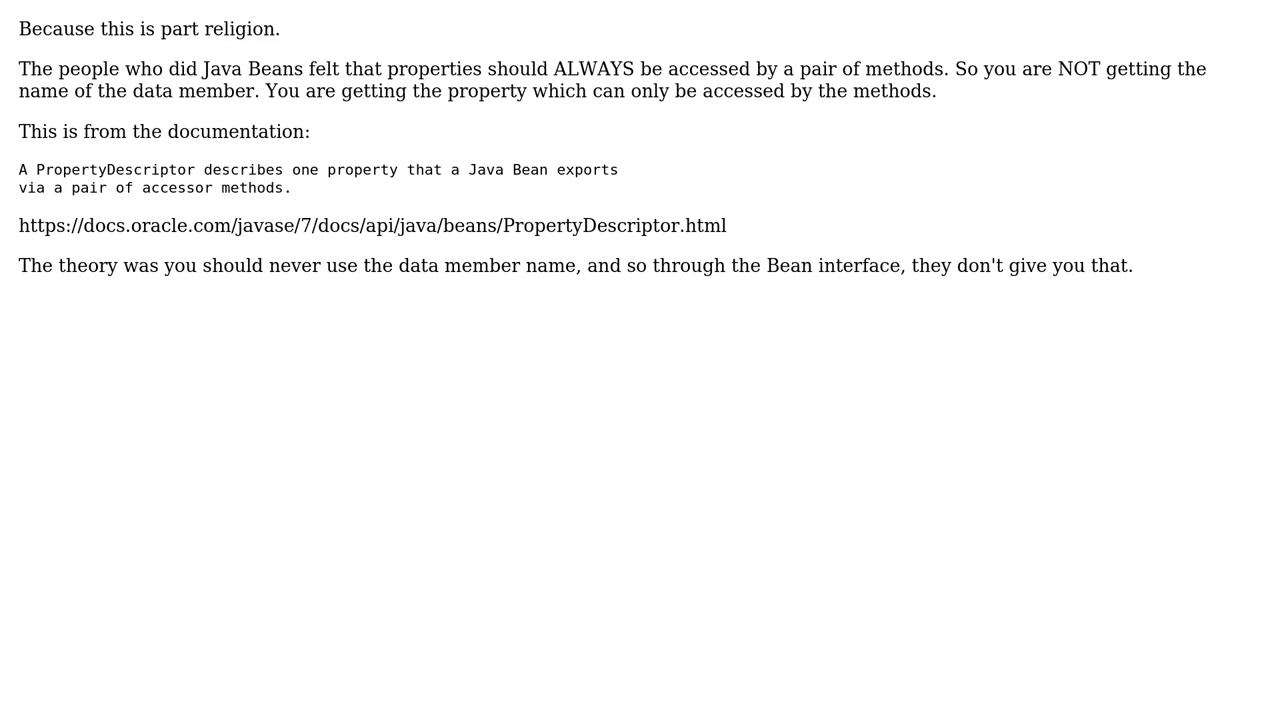 Because this is part religion.
The people who did Java Beans felt that properties should ALWAYS be accessed by a pair of methods. So you are NOT getting the
name of the data member. You are getting the property which can only be accessed by the methods.
This is from the documentation:
A PropertyDescriptor describes one property that a Java Bean exports
via a pair of accessor methods.
https://docs.oracle.com/javase/7/docs/api/java/beans/PropertyDescriptor.html
The theory was you should never use the data member name, and so through the Bean interface, they don't give you that.